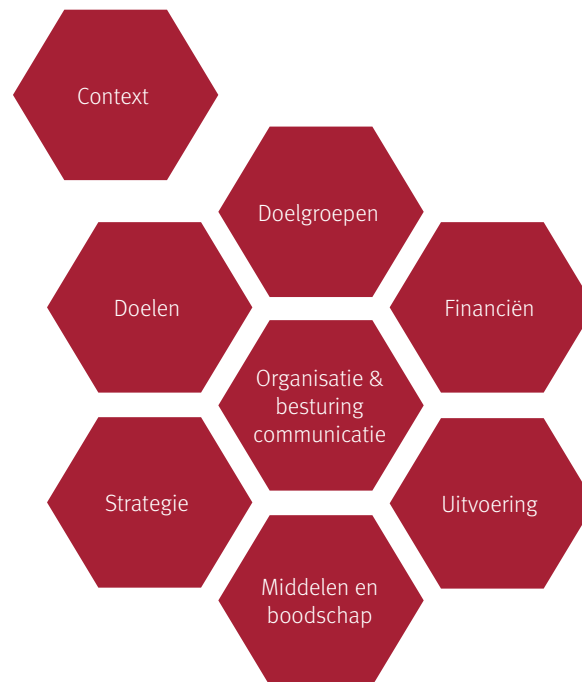 Context
Doelgroepen
Doelen
Financiën
Organisatie &
besturing
communicatie
Strategie
Uitvoering
Middelen en
boodschap